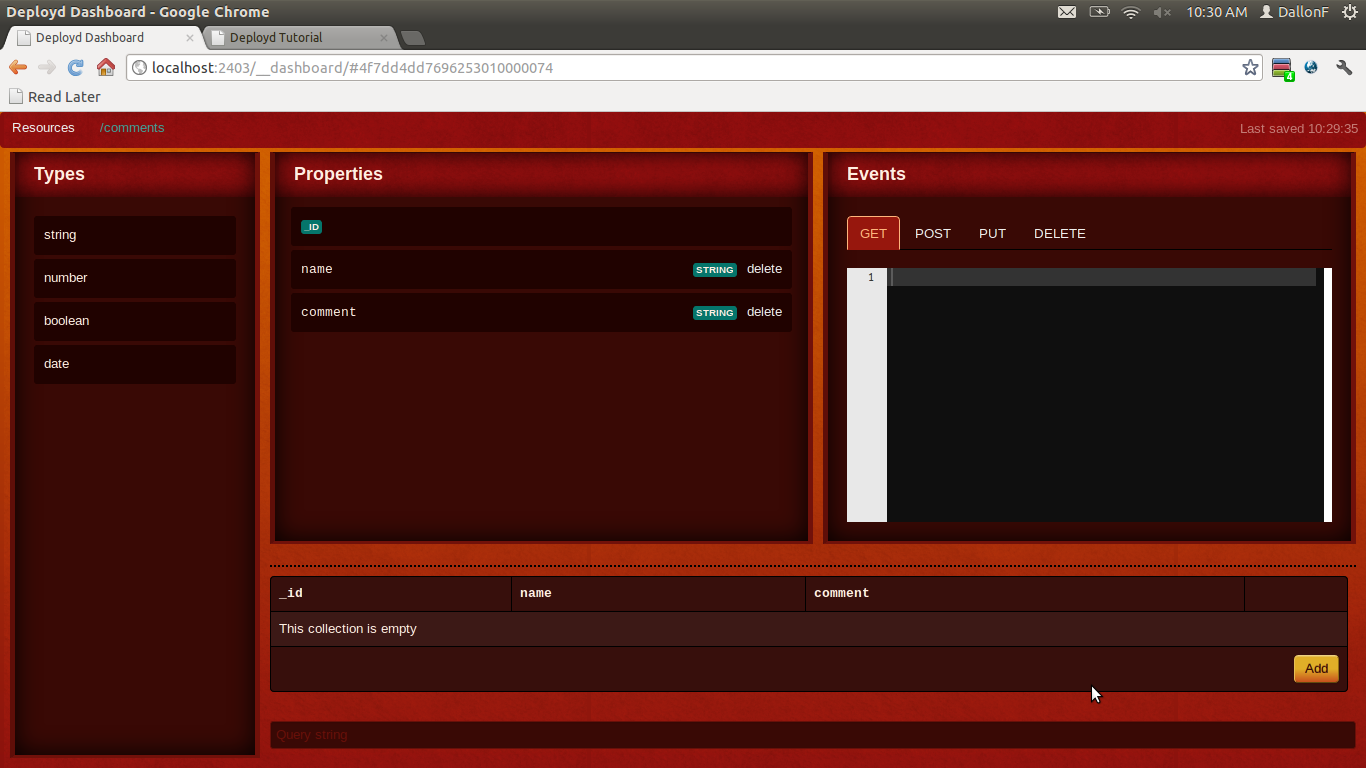 Deployd Dashboard - Google Chrome
10:30 AM DallonF
Deployd Dashboard
Deployd Tutorial
localhost:2403/__dashboard/#4f7dd4dd7696253010000074
4
Read Later
Resources /comments
Last saved 10:29:35
Types
string
number
boolean
date
Properties
_ID
name STRING delete
comment STRING delete
Events
GET POST PUT DELETE
1
_id name comment
This collection is empty
Add
Query string